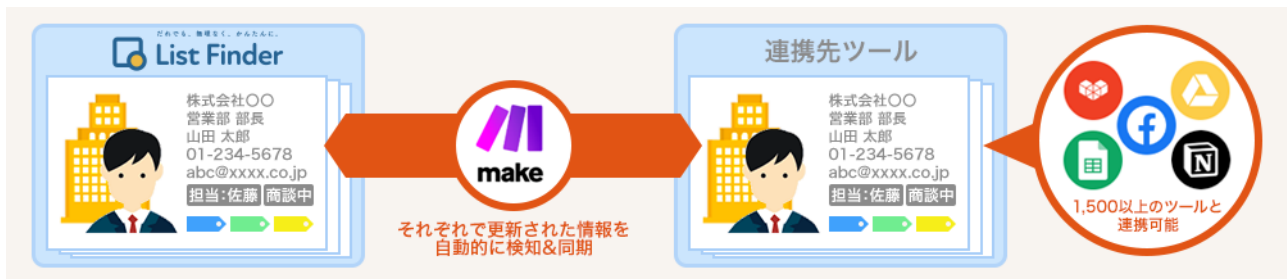 だれでも、無理なく、かんたんに。
List Finder
株式会社〇〇
営業部 部長
山田 太郎
01-234-5678
abc@xxxx.co.jp
担当:佐藤 商談中
make
それぞれで更新された情報を
自動的に検知&同期
連携先ツール
株式会社〇〇
営業部 部長
山田 太郎
01-234-5678
abc@xxxx.co.jp
担当:佐藤 商談中
1,500以上のツールと
連携可能